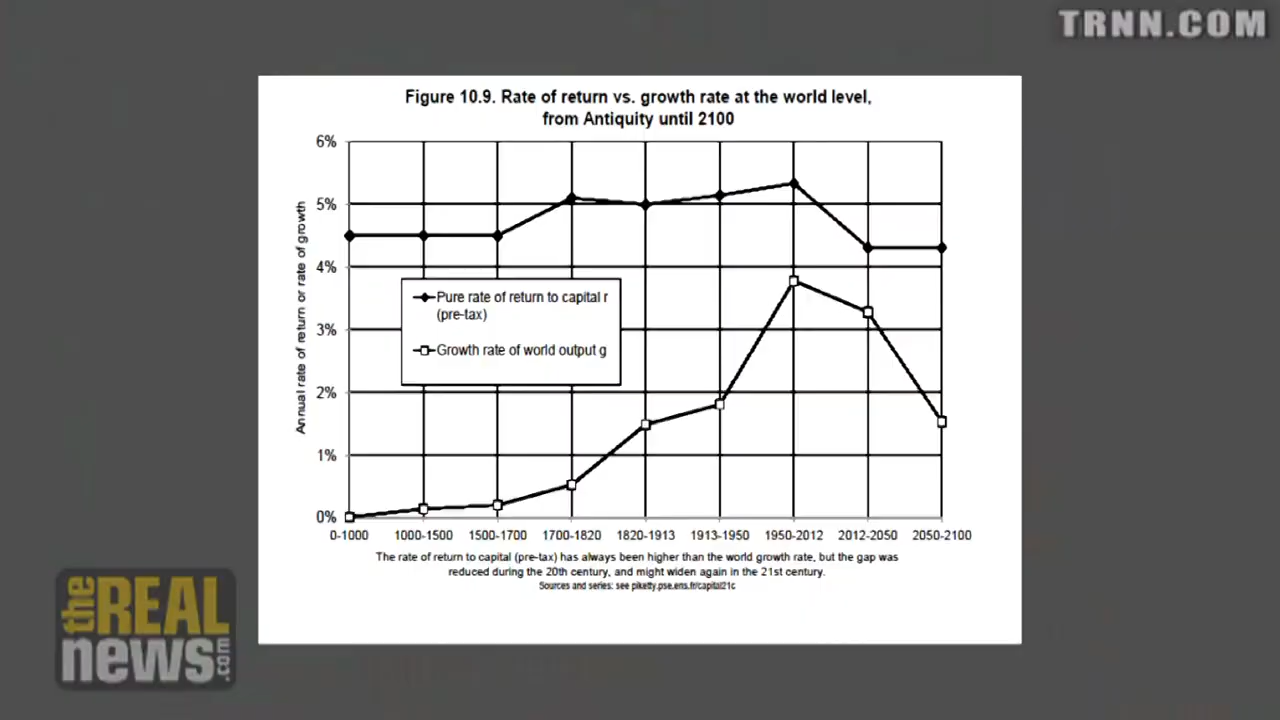 TRNN.COM
Figure 10.9. Rate of return vs. growth rate at the world level,
from Antiquity until 2100
6%
5%
4%
3%
2%
1%
0%
Annual rate of return or rate of growth
Pure rate of return to capital r
(pre-tax)
Growth rate of world output g
0-1000 1000-1500 1500-1700 1700-1820 1820-1913 1913-1950 1950-2012 2012-2050 2050-2100
The rate of return to capital (pre-tax) has always been higher than the world growth rate, but the gap was
reduced during the 20th century, and might widen again in the 21st century.
Sources and series: see piketty.pse.ens.fr/capital21c
the REAL
news.com